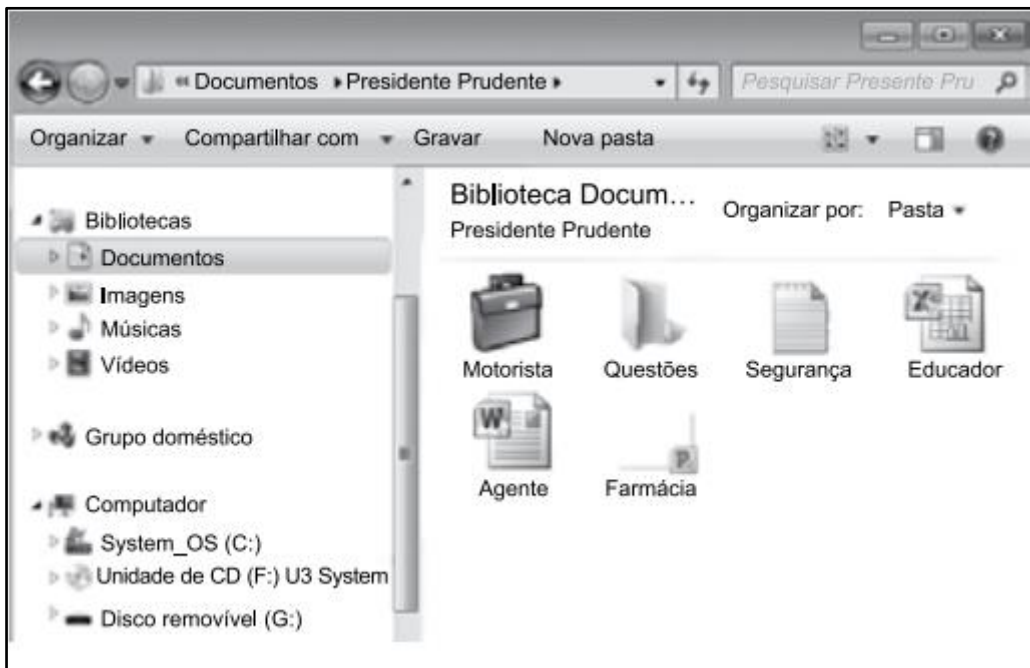 « Documentos ▸ Presidente Prudente ▸ Pesquisar Presente Pru
Organizar Compartilhar com Gravar Nova pasta
Bibliotecas
Documentos
Imagens
Músicas
Vídeos
Grupo doméstico
Computador
System_OS (C:)
Unidade de CD (F:) U3 System
Disco removível (G:)
Biblioteca Docum...
Presidente Prudente
Organizar por: Pasta
Motorista Questões Segurança Educador
Agente Farmácia